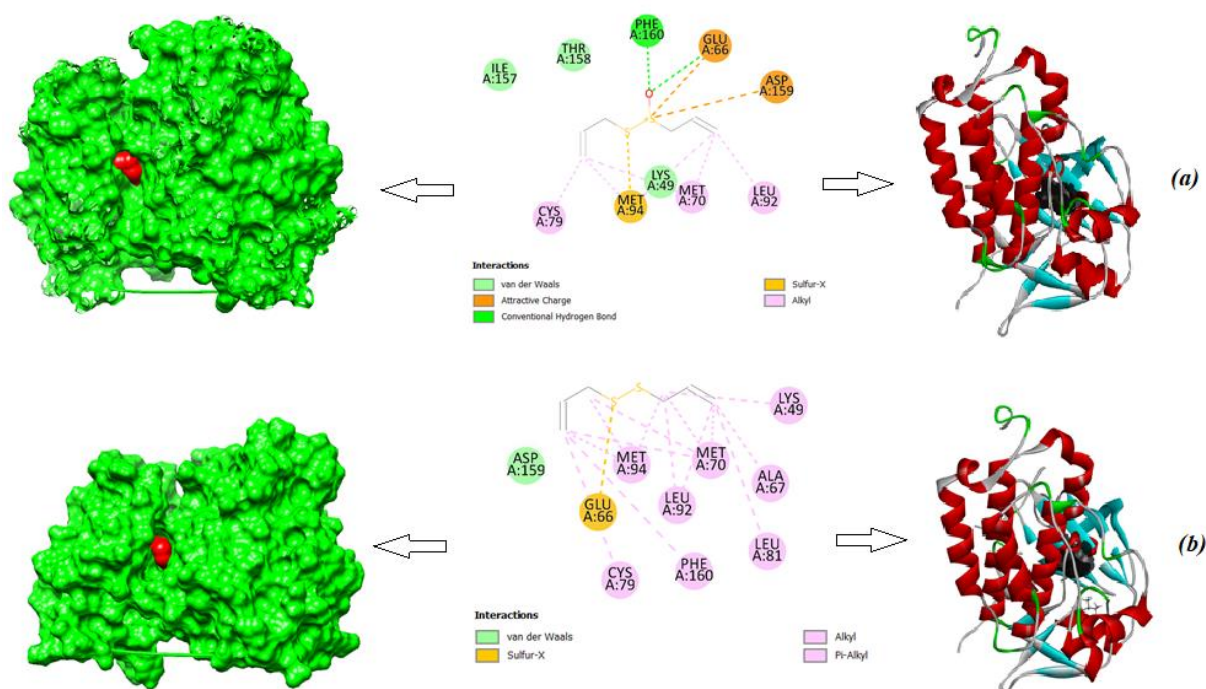 PHE
A:160
GLU
A:66
THR
A:158
ILE
A:157
ASP
A:159
O
S
S
LYS
A:49
MET
A:70
LEU
A:92
MET
A:94
CYS
A:79
(a)
Interactions
van der Waals
Attractive Charge
Conventional Hydrogen Bond
Sulfur-X
Alkyl
S
S
LYS
A:49
ASP
A:159
MET
A:94
MET
A:70
ALA
A:67
LEU
A:92
GLU
A:66
LEU
A:81
PHE
A:160
CYS
A:79
(b)
Interactions
van der Waals
Sulfur-X
Alkyl
Pi-Alkyl